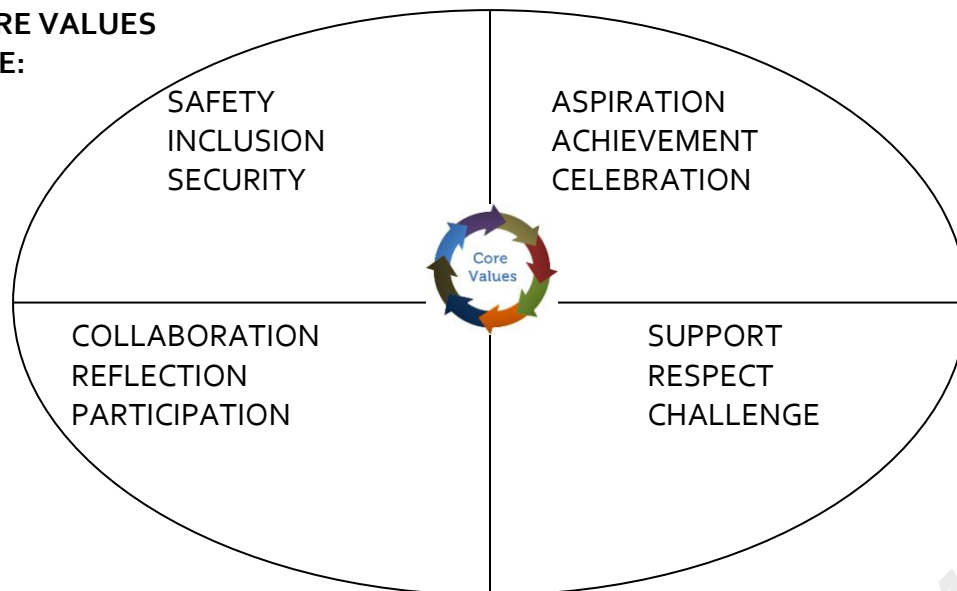 RE VALUES
E:
SAFETY
INCLUSION
SECURITY
ASPIRATION
ACHIEVEMENT
CELEBRATION
Core
Values
COLLABORATION
REFLECTION
PARTICIPATION
SUPPORT
RESPECT
CHALLENGE